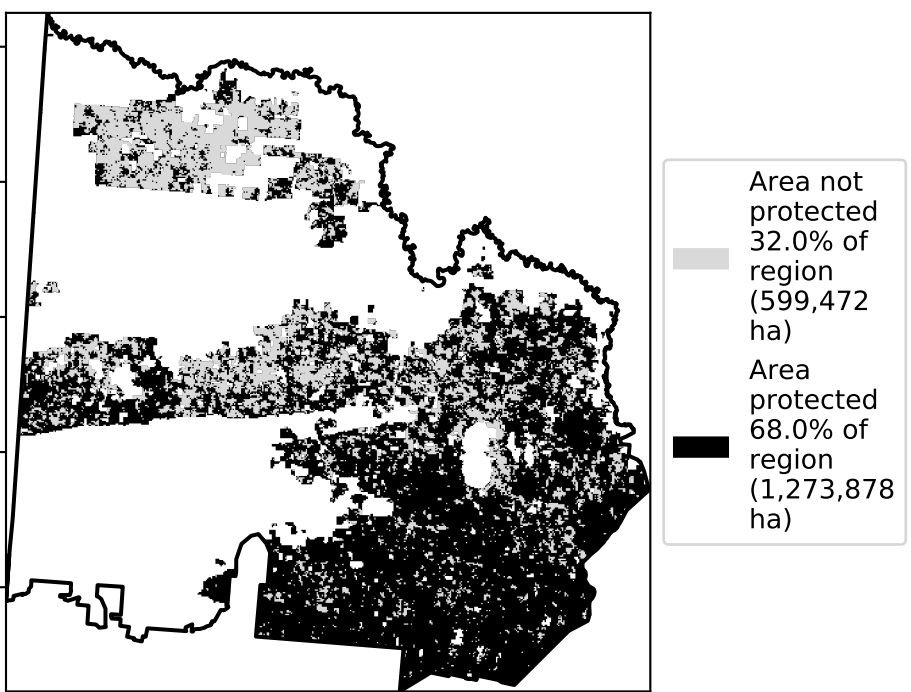 Area not
protected
32.0% of
region
(599,472
ha)
Area
protected
68.0% of
region
(1,273,878
ha)